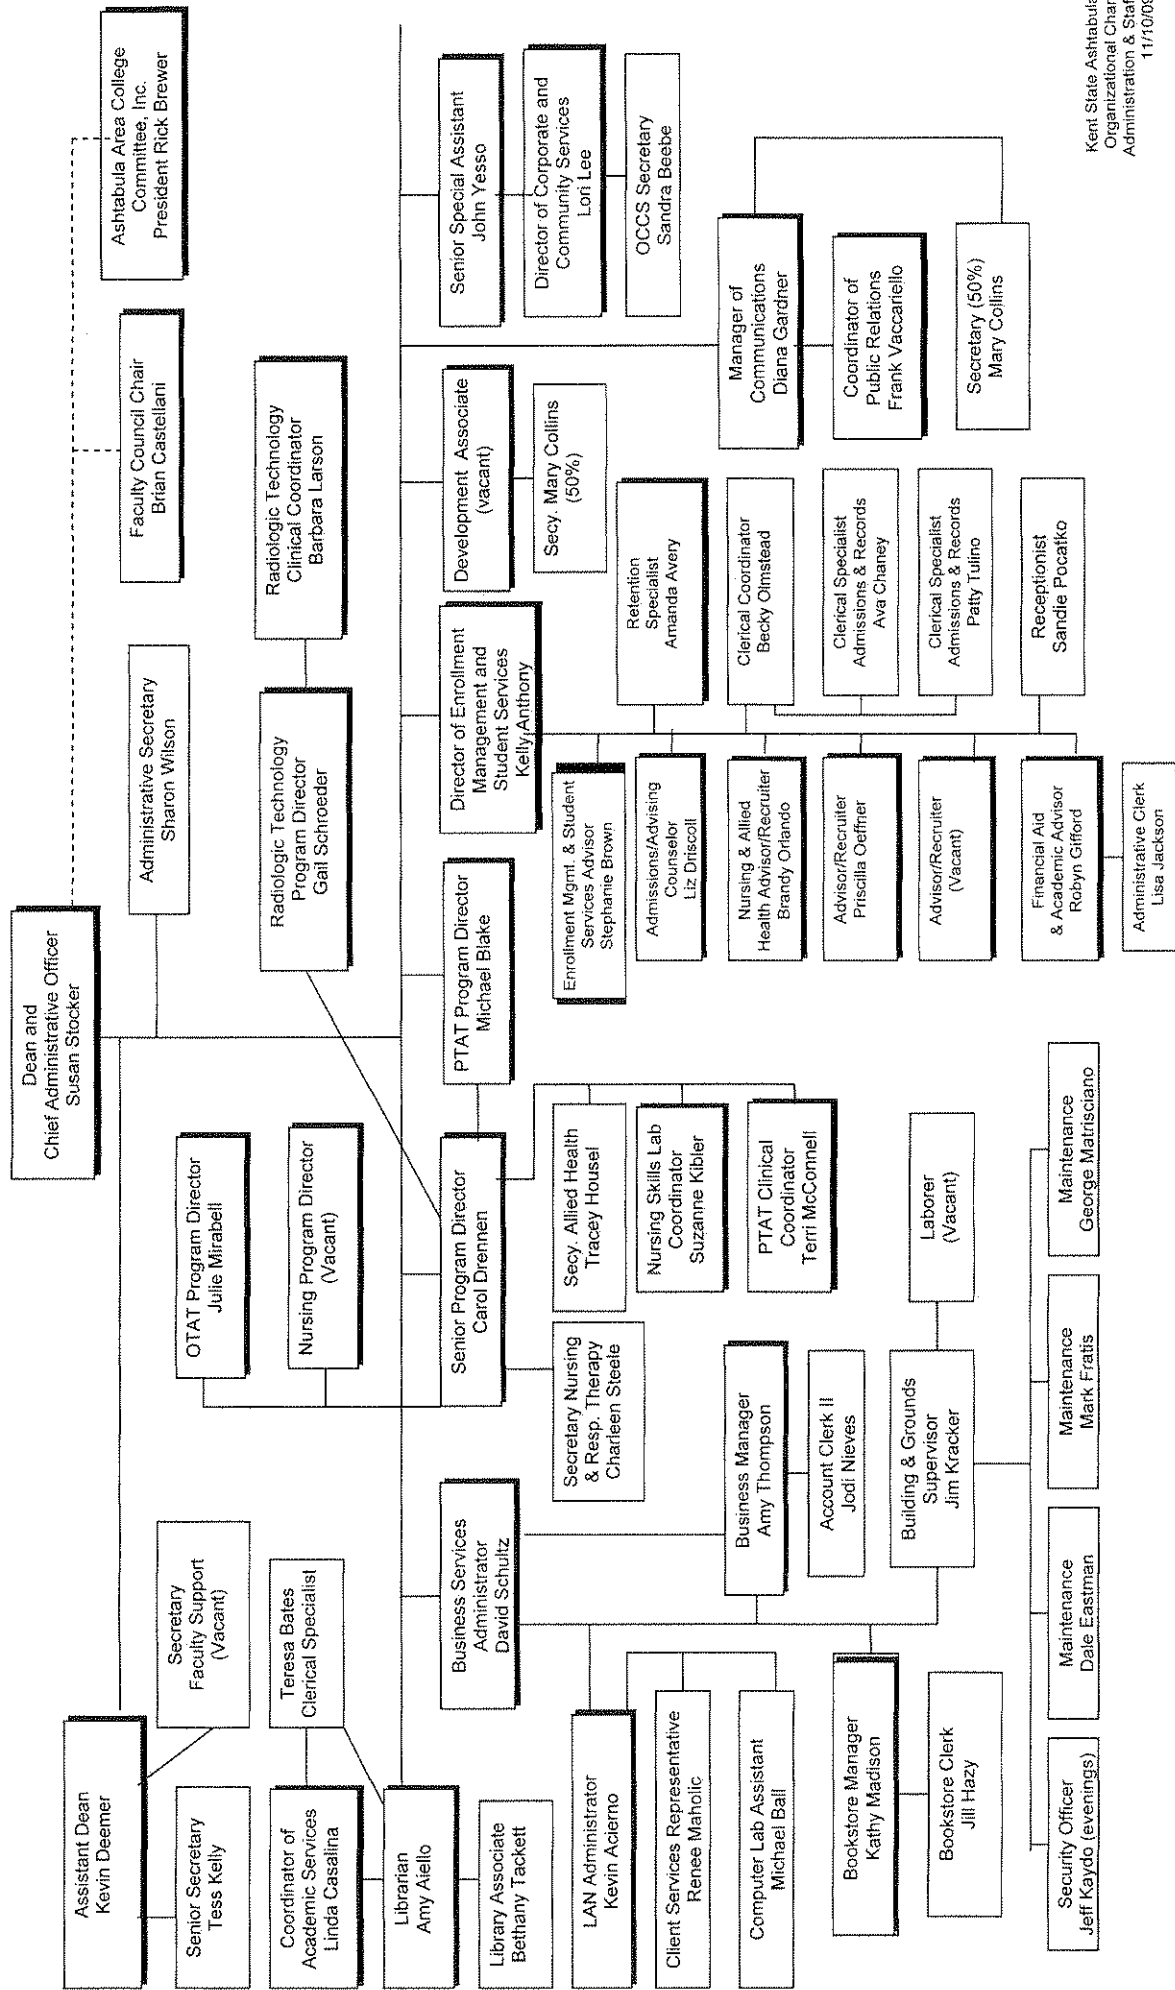 Dean and
Chief Administrative Officer
Susan Stocker
Ashtabula Area College
Committee, Inc.
President Rick Brewer
Faculty Council Chair
Brian Castellani
Administrative Secretary
Sharon Wilson
Assistant Dean
Kevin Deemer
Secretary
Faculty Support
(Vacant)
Senior Secretary
Tess Kelly
Teresa Bates
Clerical Specialist
Coordinator of
Academic Services
Linda Casalina
Librarian
Amy Aiello
Library Associate
Bethany Tackett
OTAT Program Director
Julie Mirabell
Nursing Program Director
(Vacant)
Radiologic Technology
Program Director
Gail Schroeder
Radiologic Technology
Clinical Coordinator
Barbara Larson
Business Services
Administrator
David Schultz
Senior Program Director
Carol Drennen
PTAT Program Director
Michael Blake
Director of Enrollment
Management and
Student Services
Kelly Anthony
Development Associate
(vacant)
Senior Special Assistant
John Yesso
Secy. Mary Collins
(50%)
Director of Corporate and
Community Services
Lori Lee
OCCS Secretary
Sandra Beebe
LAN Administrator
Kevin Acierno
Client Services Representative
Renee Maholic
Computer Lab Assistant
Michael Ball
Bookstore Manager
Kathy Madison
Bookstore Clerk
Jill Hazy
Business Manager
Amy Thompson
Account Clerk II
Jodi Nieves
Building & Grounds
Supervisor
Jim Kracker
Laborer
(Vacant)
Security Officer
Jeff Kaydo (evenings)
Maintenance
Dale Eastman
Maintenance
Mark Fratis
Maintenance
George Matrisciano
Secretary Nursing
& Resp. Therapy
Charleen Steele
Secy. Allied Health
Tracey Housel
Nursing Skills Lab
Coordinator
Suzanne Kibler
PTAT Clinical
Coordinator
Terri McConnell
Enrollment Mgmt. & Student
Services Advisor
Stephanie Brown
Admissions/Advising
Counselor
Liz Driscoll
Nursing & Allied
Health Advisor/Recruiter
Brandy Orlando
Advisor/Recruiter
Priscilla Oeffner
Advisor/Recruiter
(Vacant)
Financial Aid
& Academic Advisor
Robyn Gifford
Administrative Clerk
Lisa Jackson
Retention
Specialist
Amanda Avery
Clerical Coordinator
Becky Olmstead
Clerical Specialist
Admissions & Records
Ava Chaney
Clerical Specialist
Admissions & Records
Patty Tulino
Receptionist
Sandie Pocatko
Manager of
Communications
Diana Gardner
Coordinator of
Public Relations
Frank Vaccariello
Secretary (50%)
Mary Collins
Kent State Ashtabula
Organizational Chart
Administration & Staff
11/10/09